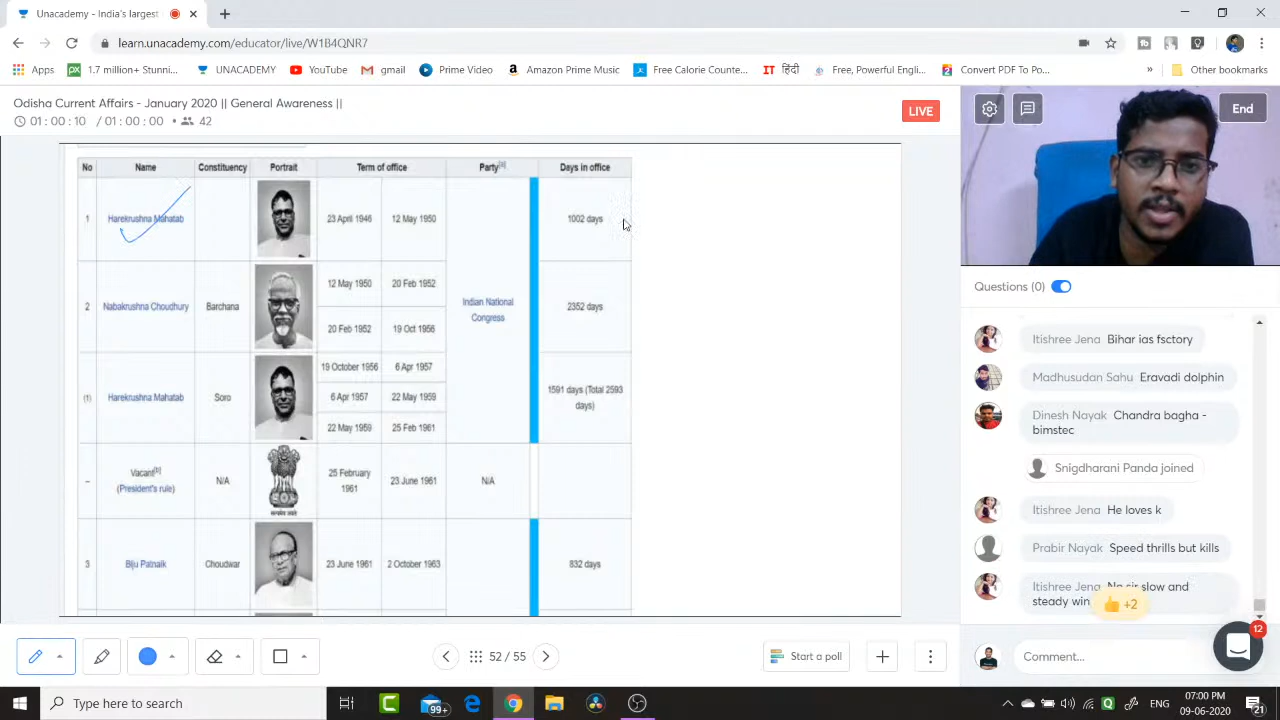 Unacademy - India's largest
learn.unacademy.com/educator/live/W1B4QNR7
Apps 1.7 million+ Stunni... UNACADEMY YouTube gmail Prime Video Amazon Prime Music Free Calorie Counte... IT हिंदी Free, Powerful Engli... Convert PDF To Po... » Other bookmarks
Odisha Current Affairs - January 2020 || General Awareness ||
01:00:10 / 01:00:00 • 42
LIVE
End
No Name Constituency Portrait Term of office Party[a] Days in office
1 Harekrushna Mahatab 23 April 1946 12 May 1950 1002 days
2 Nabakrushna Choudhury Barchana 12 May 1950 20 Feb 1952 2352 days
20 Feb 1952 19 Oct 1956
Indian National
Congress
(1) Harekrushna Mahatab Soro 19 October 1956 6 Apr 1957
6 Apr 1957 22 May 1959
22 May 1959 25 Feb 1961
1591 days (Total 2593
days)
– Vacant[b]
(President's rule)
N/A
25 February
1961
23 June 1961 N/A
3 Biju Patnaik Choudwar 23 June 1961 2 October 1963 832 days
Questions (0)
Itishree Jena Bihar ias fsctory
Madhusudan Sahu Eravadi dolphin
Dinesh Nayak Chandra bagha -
bimstec
Snigdharani Panda joined
Itishree Jena He loves k
Prabir Nayak Speed thrills but kills
Itishree Jena No sir slow and
steady win
+2
12
52 / 55
Start a poll
Comment...
Type here to search
99+
07:00 PM
09-06-2020
21